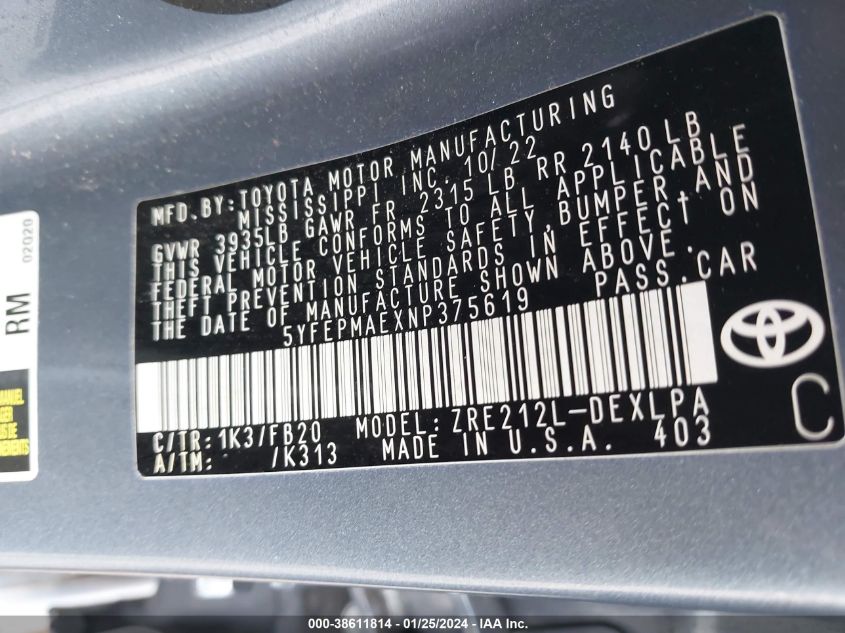 MFD. BY: TOYOTA MOTOR MANUFACTURING
MISSISSIPPI INC. 10/22
GVWR 3935LB GAWR FR 2315 LB RR 2140 LB
THIS VEHICLE CONFORMS TO ALL APPLICABLE
FEDERAL MOTOR VEHICLE SAFETY, BUMPER, AND
THEFT PREVENTION STANDARDS IN EFFECT ON
THE DATE OF MANUFACTURE SHOWN ABOVE.
5YFEPMAEXNP375619 PASS. CAR
C/TR: 1K3/FB20 MODEL: ZRE212L-DEXLPA
A/TM: /K313 MADE IN U.S.A. 403
C
02020
RM
MANUEL
000-38611814 - 01/25/2024 - IAA Inc.